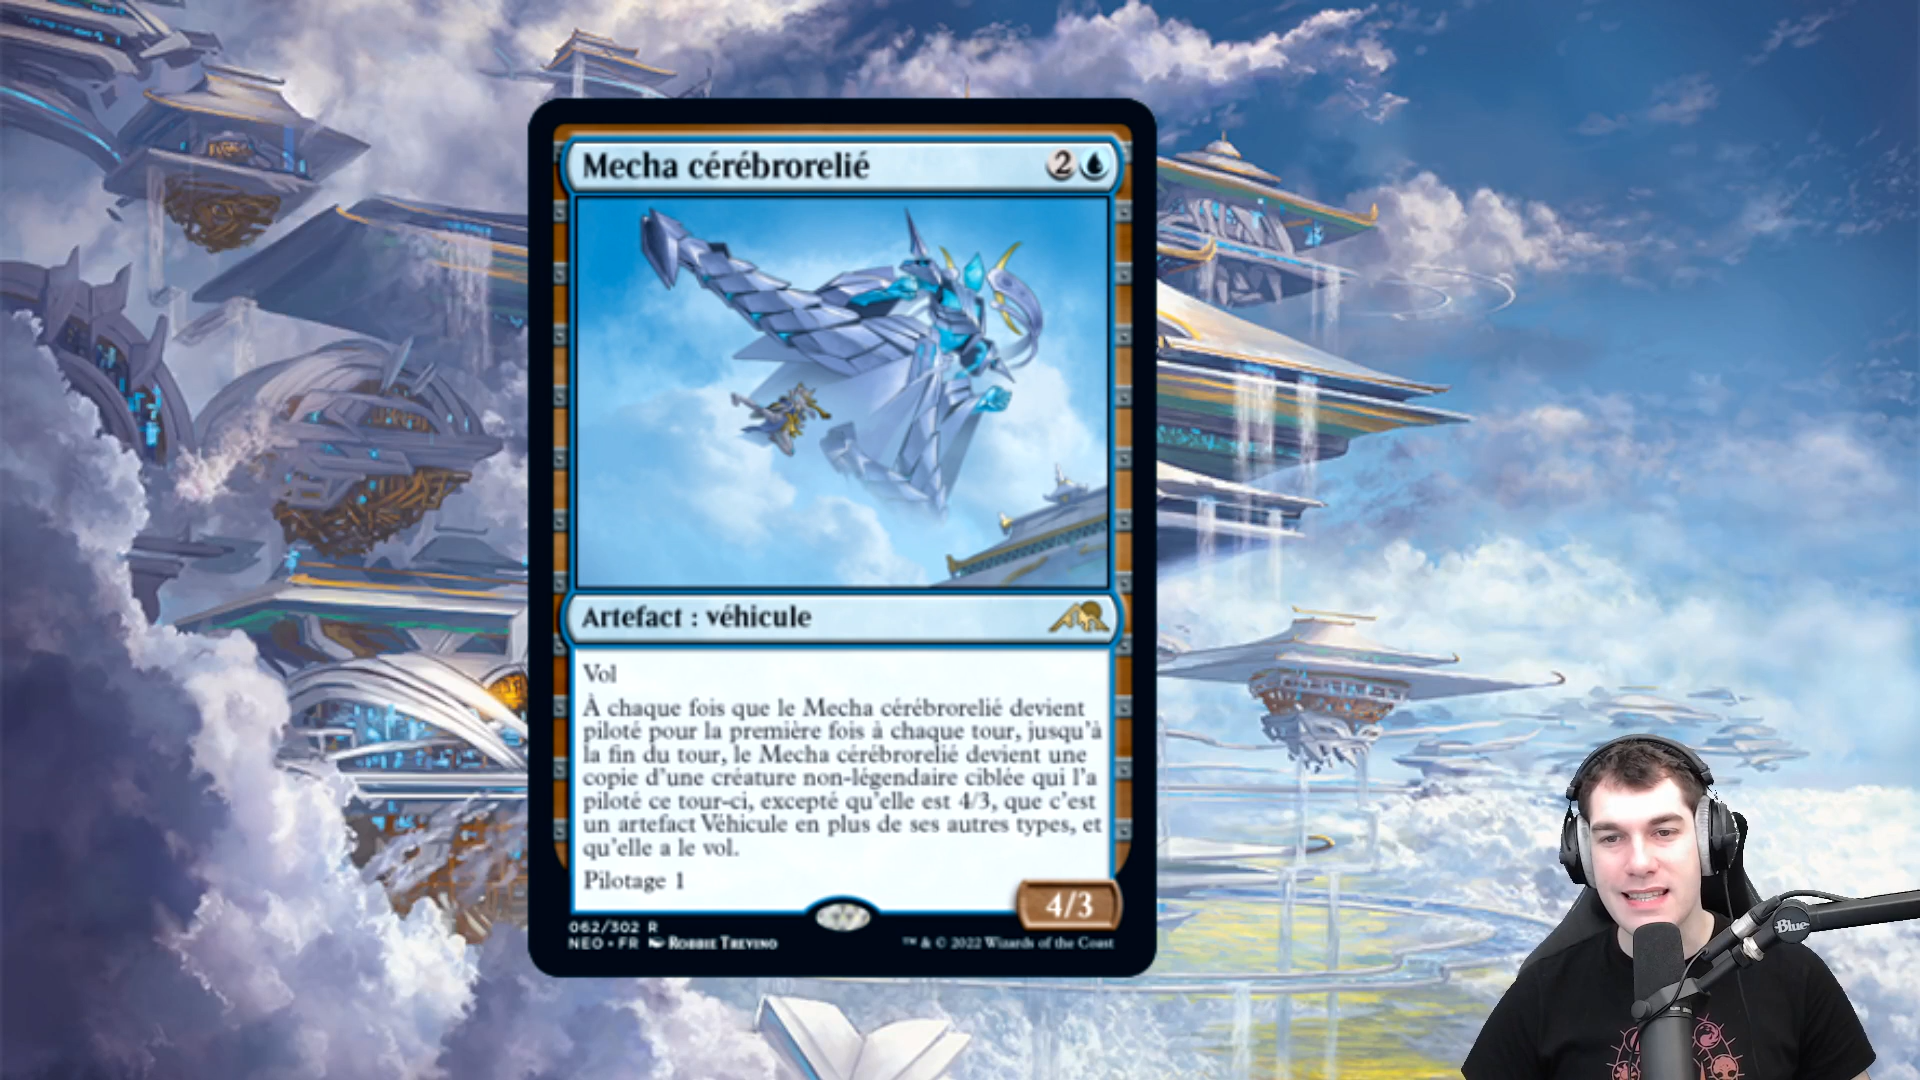 Mecha cérébrorelié
2
Artefact : véhicule
Vol
À chaque fois que le Mecha cérébrorelié devient
piloté pour la première fois à chaque tour, jusqu'à
la fin du tour, le Mecha cérébrorelié devient une
copie d'une créature non-légendaire ciblée qui l'a
piloté ce tour-ci, excepté qu'elle est 4/3, que c'est
un artefact Véhicule en plus de ses autres types, et
qu'elle a le vol.
Pilotage 1
4/3
062/302 R
NEO • FR Robbie Trevino
™ & © 2022 Wizards of the Coast
Blue